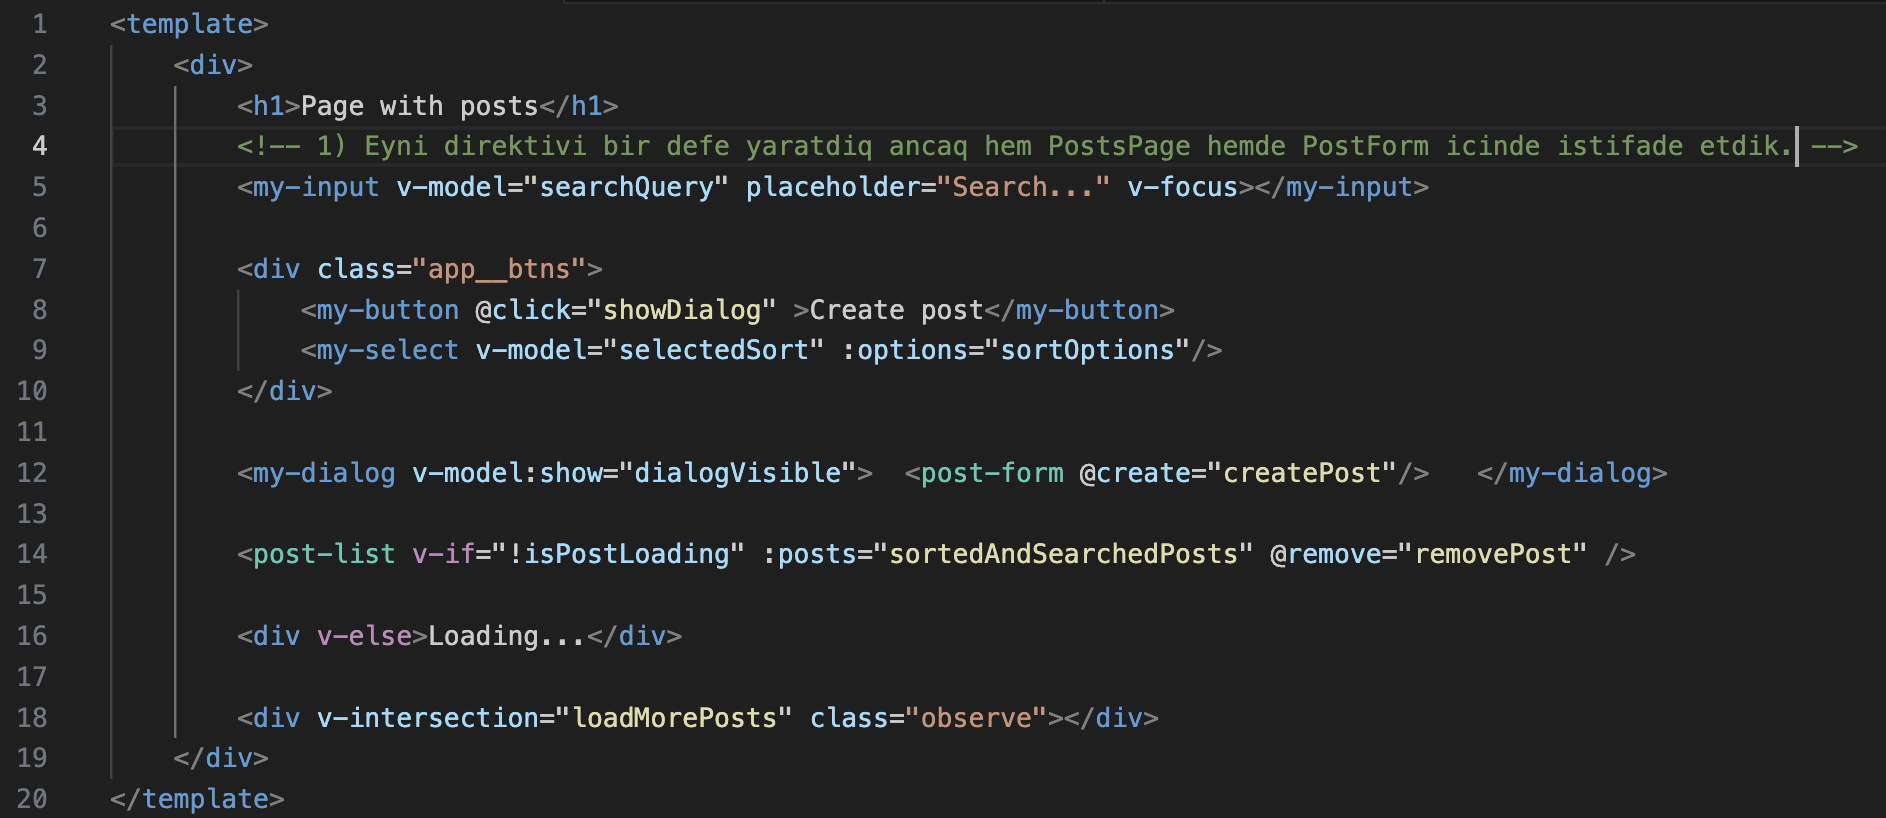 1 <template>
2 <div>
3 <h1>Page with posts</h1>
4 <!-- 1) Eyni direktivi bir defe yaratdiq ancaq hem PostsPage hemde PostForm icinde istifade etdik. -->
5 <my-input v-model="searchQuery" placeholder="Search..." v-focus></my-input>
6
7 <div class="app__btns">
8 <my-button @click="showDialog" >Create post</my-button>
9 <my-select v-model="selectedSort" :options="sortOptions"/>
10 </div>
11
12 <my-dialog v-model:show="dialogVisible">  <post-form @create="createPost"/>   </my-dialog>
13
14 <post-list v-if="!isPostLoading" :posts="sortedAndSearchedPosts" @remove="removePost" />
15
16 <div v-else>Loading...</div>
17
18 <div v-intersection="loadMorePosts" class="observe"></div>
19 </div>
20 </template>